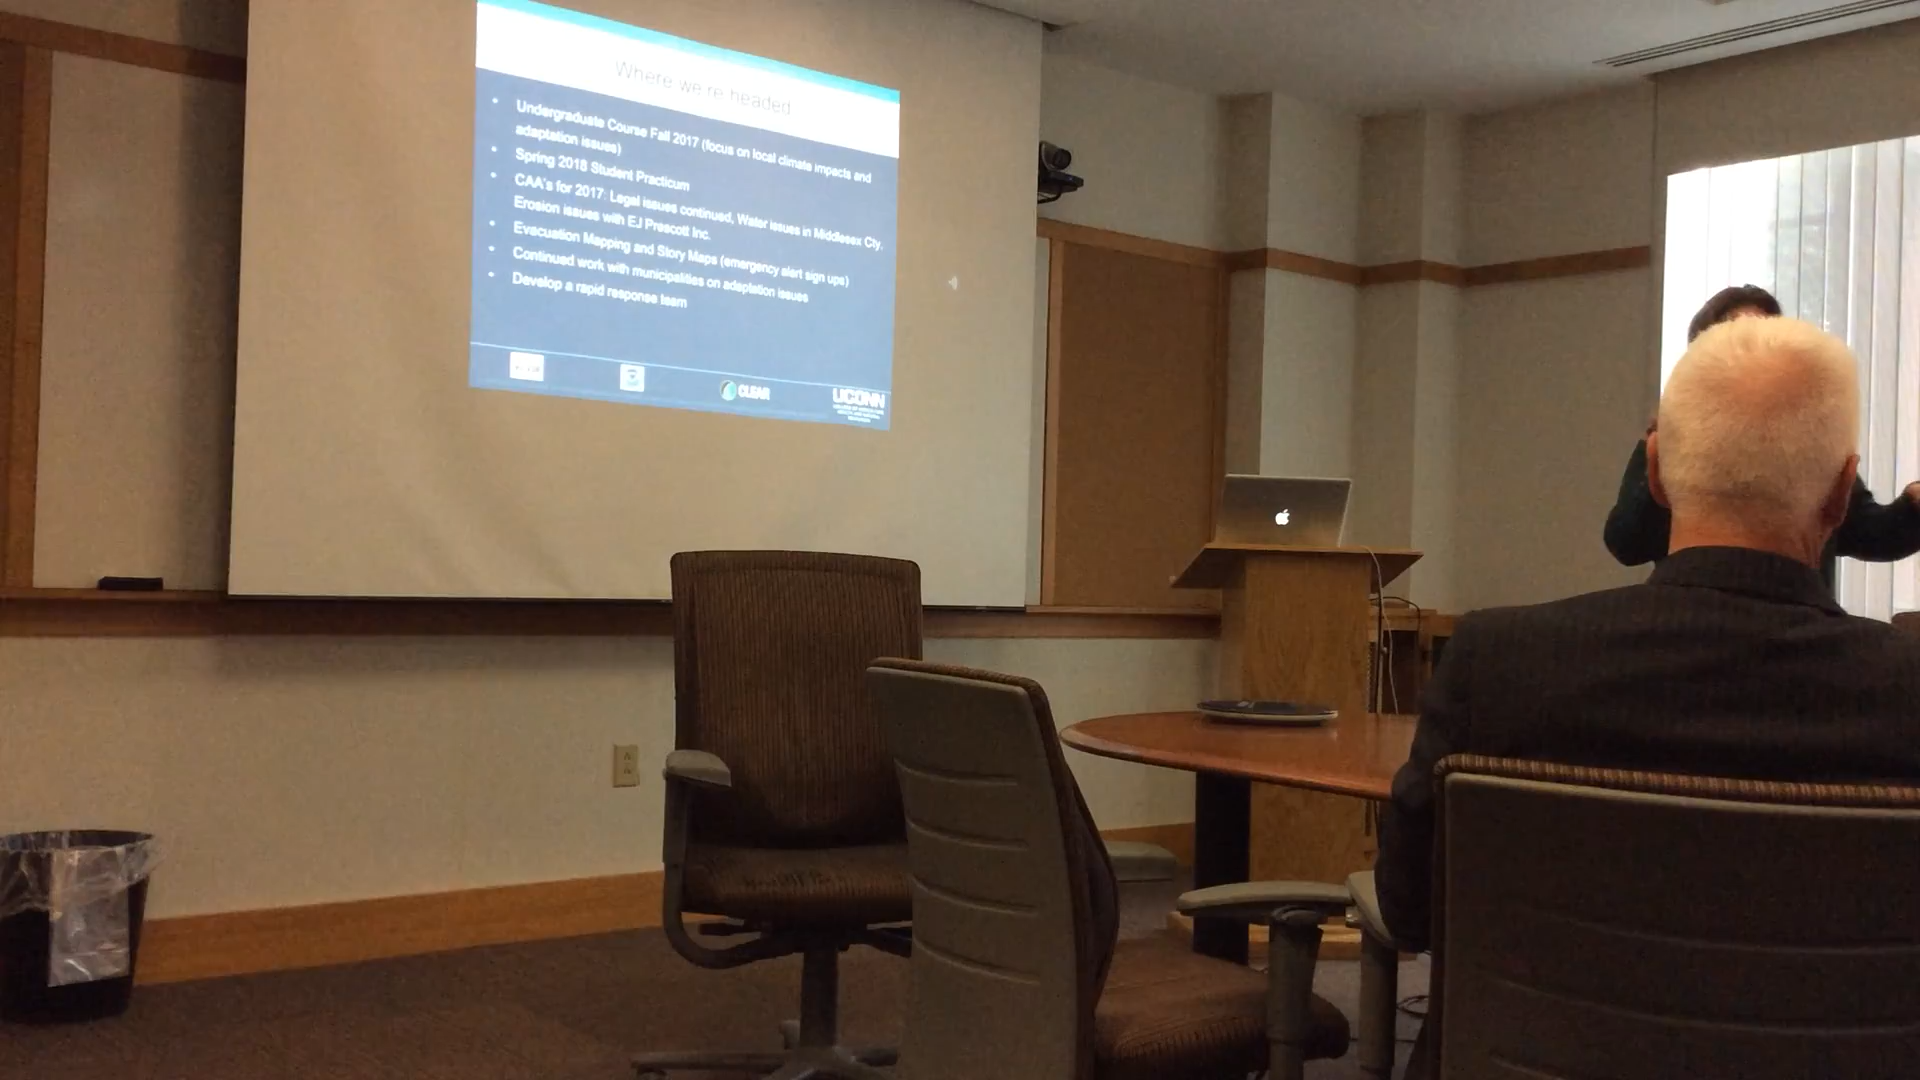 Where we're headed
• Undergraduate Course Fall 2017 (focus on local climate impacts and
adaptation issues)
• Spring 2018 Student Practicum
• CAA's for 2017: Legal issues continued, Water issues in Middlesex Cty,
Erosion issues with EJ Prescott Inc.
• Evacuation Mapping and Story Maps (emergency alert sign ups)
• Continued work with municipalities on adaptation issues
• Develop a rapid response team
CLEAR
UCONN